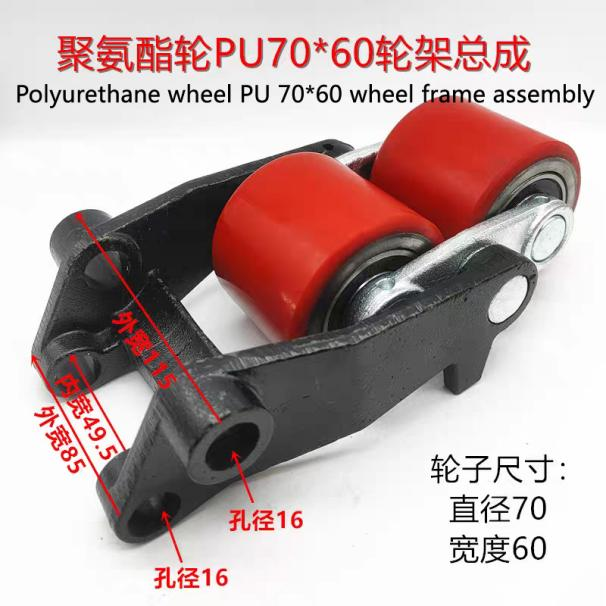 聚氨酯轮PU70*60轮架总成
Polyurethane wheel PU 70*60 wheel frame assembly
外宽115
内宽49.5
外宽85
孔径16
孔径16
轮子尺寸：
直径70
宽度60